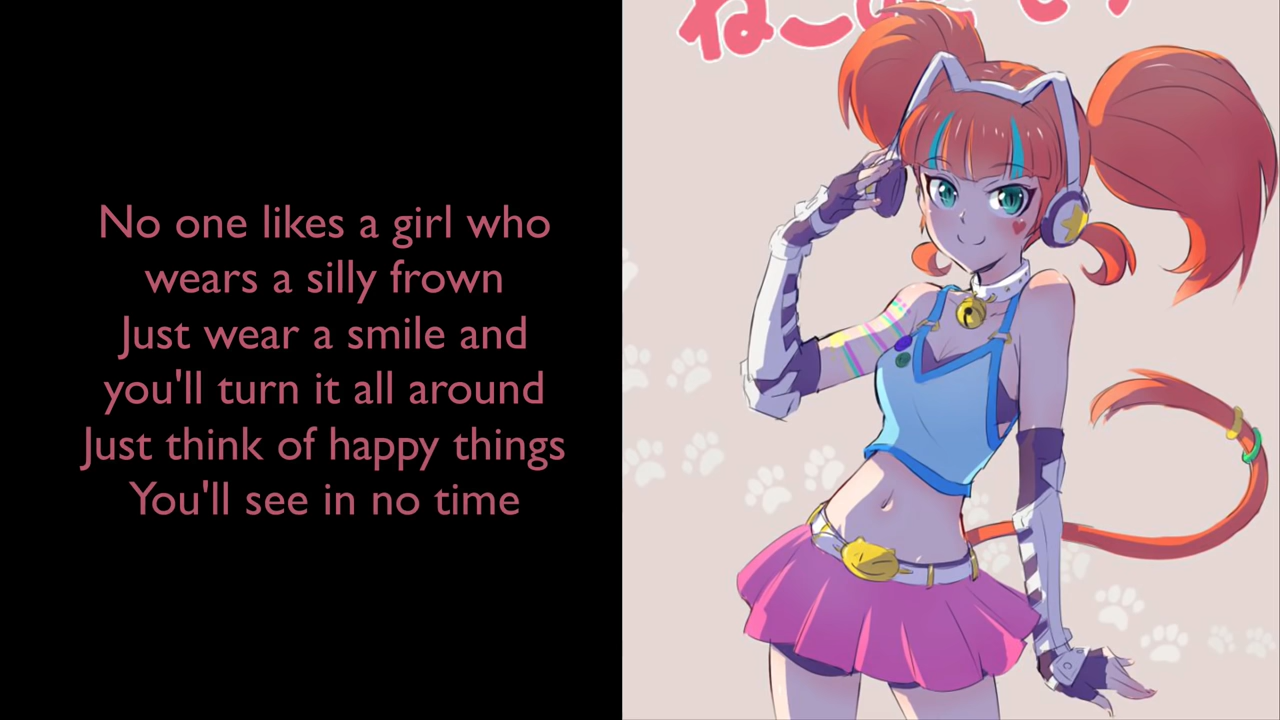 No one likes a girl who
wears a silly frown
Just wear a smile and
you'll turn it all around
Just think of happy things
You'll see in no time